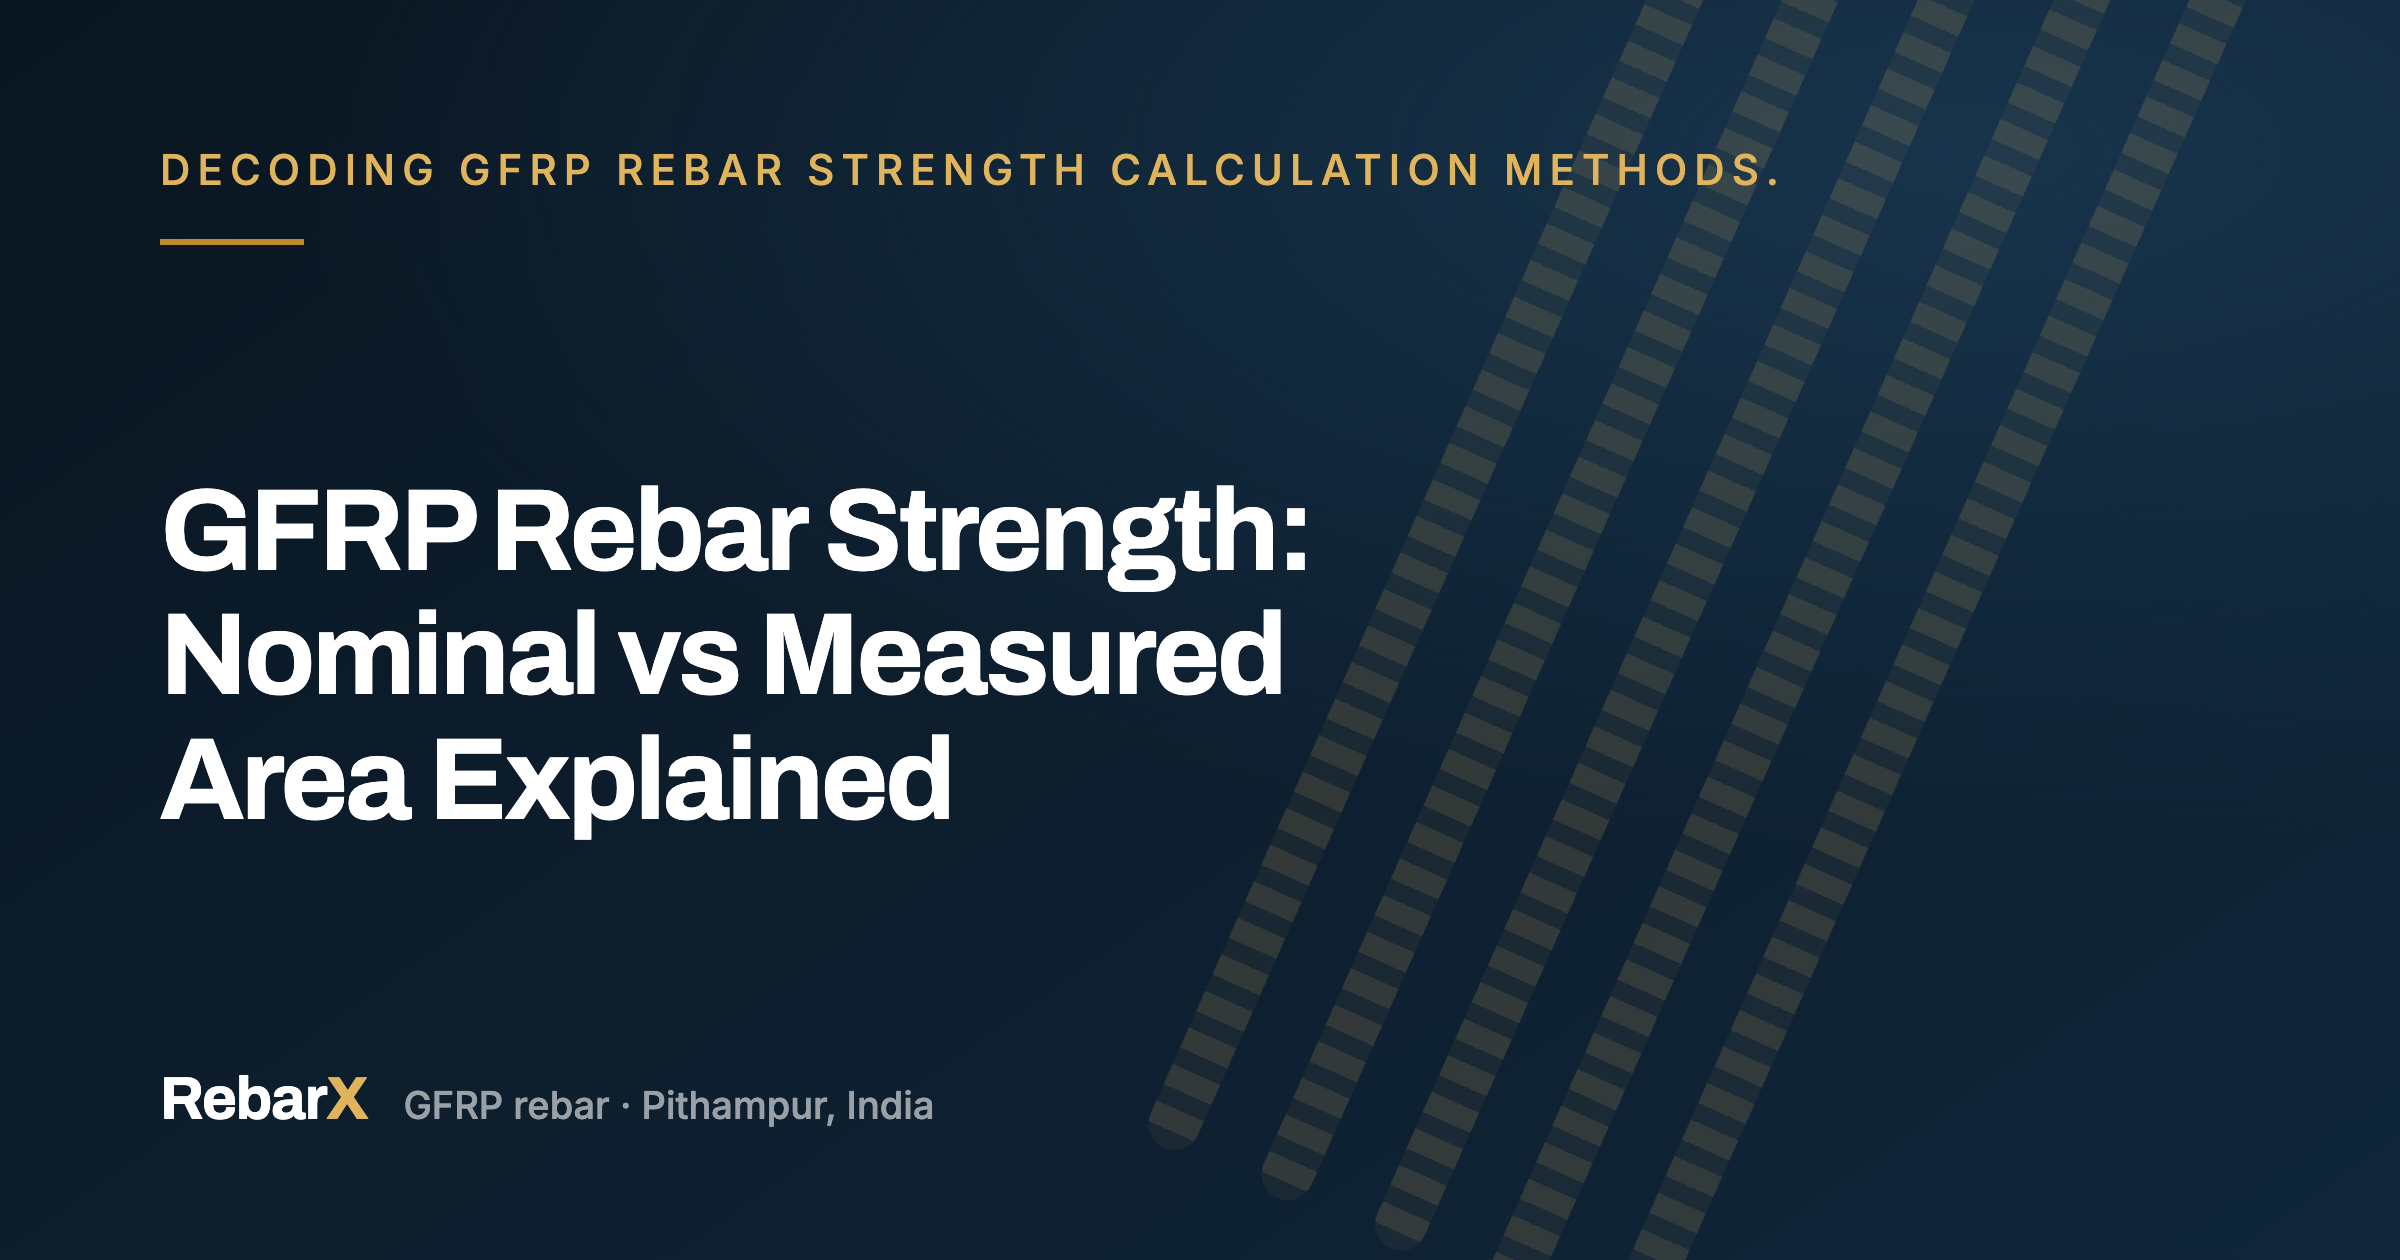 DECODING GFRP REBAR STRENGTH CALCULATION METHODS.
GFRP Rebar Strength:
Nominal vs Measured
Area Explained
RebarX GFRP rebar · Pithampur, India